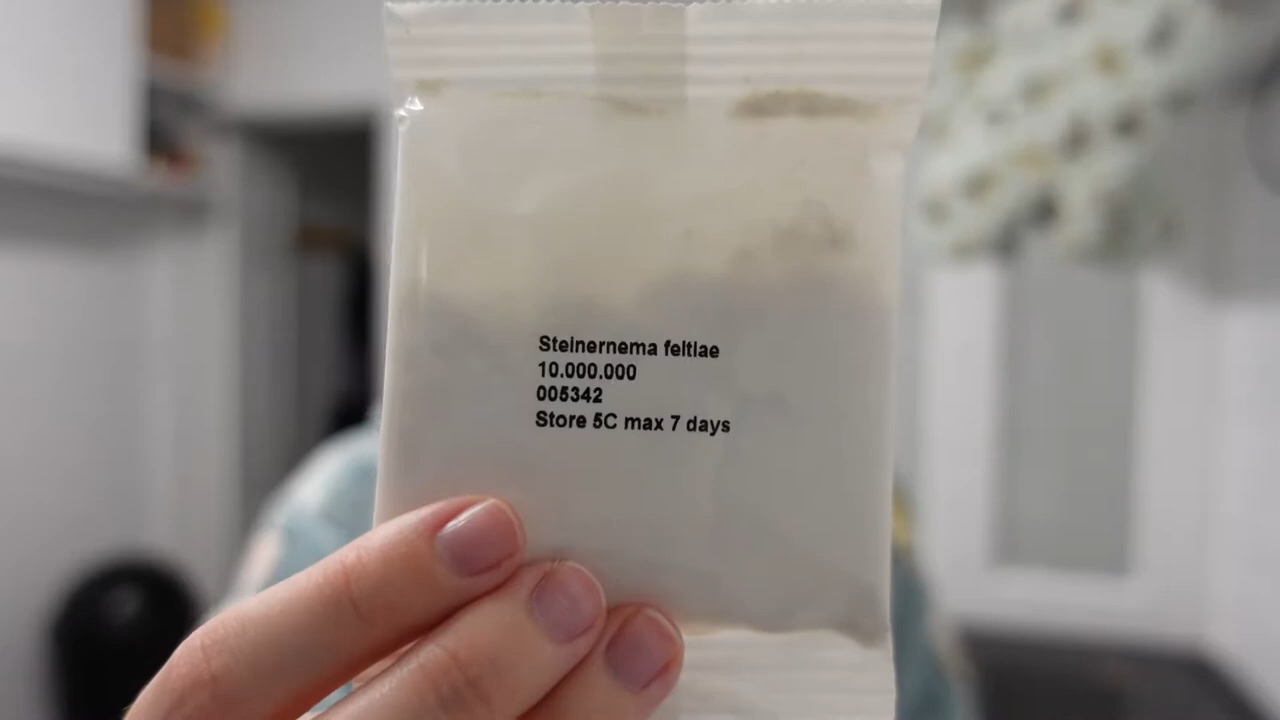 Steinernema feltiae
10.000.000
005342
Store 5C max 7 days